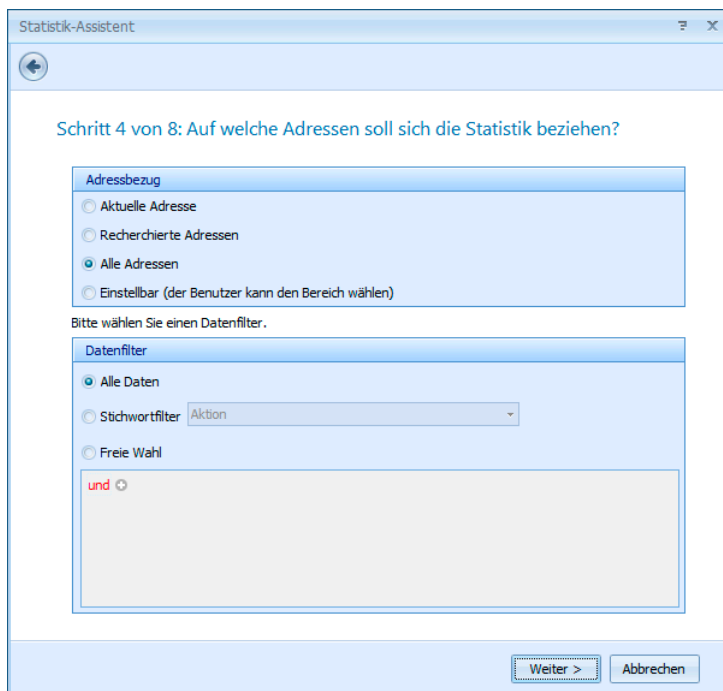 Statistik-Assistent
Schritt 4 von 8: Auf welche Adressen soll sich die Statistik beziehen?
Adressbezug
Aktuelle Adresse
Recherchierte Adressen
Alle Adressen
Einstellbar (der Benutzer kann den Bereich wählen)
Bitte wählen Sie einen Datenfilter.
Datenfilter
Alle Daten
Stichwortfilter Aktion
Freie Wahl
und
Weiter > Abbrechen